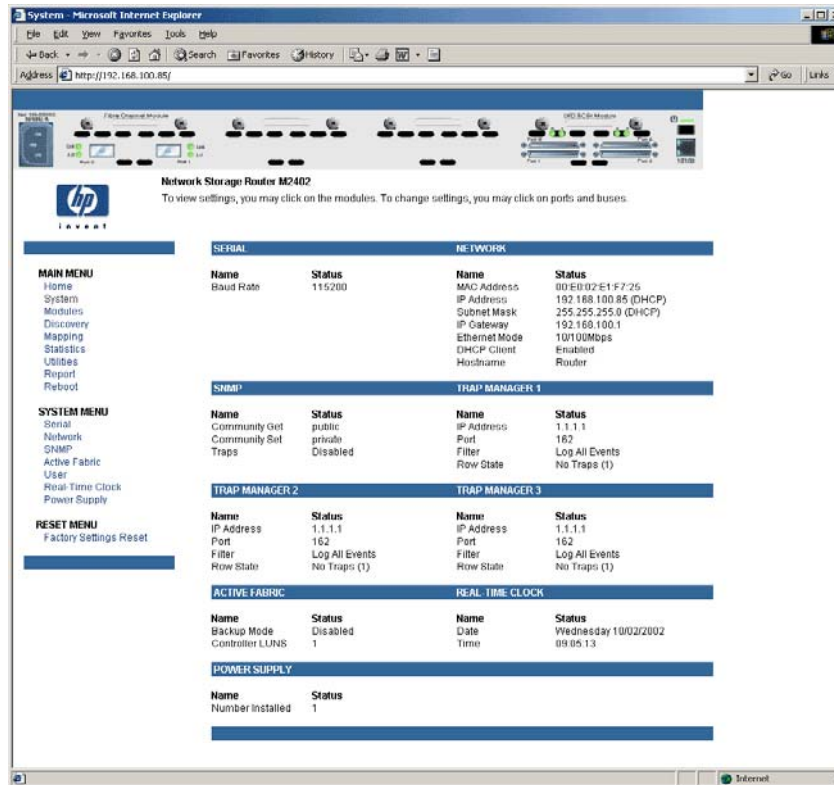 System - Microsoft Internet Explorer
File Edit View Favorites Tools Help
Back Search Favorites History
Address http://192.168.100.85/ Go Links
Fibre Channel Module
Network Storage Router M2402
To view settings, you may click on the modules. To change settings, you may click on ports and buses.
hp
invent
MAIN MENU
Home
System
Modules
Discovery
Mapping
Statistics
Utilities
Report
Reboot
SYSTEM MENU
Serial
Network
SNMP
Active Fabric
User
Real-Time Clock
Power Supply
RESET MENU
Factory Settings Reset
SERIAL
Name Status
Baud Rate 115200
NETWORK
Name Status
MAC Address 00:E0:02:E1:F7:25
IP Address 192.168.100.85 (DHCP)
Subnet Mask 255.255.255.0 (DHCP)
IP Gateway 192.168.100.1
Ethernet Mode 10/100Mbps
DHCP Client Enabled
Hostname Router
SNMP
Name Status
Community Get public
Community Set private
Traps Disabled
TRAP MANAGER 1
Name Status
IP Address 1.1.1.1
Port 162
Filter Log All Events
Row State No Traps (1)
TRAP MANAGER 2
Name Status
IP Address 1.1.1.1
Port 162
Filter Log All Events
Row State No Traps (1)
TRAP MANAGER 3
Name Status
IP Address 1.1.1.1
Port 162
Filter Log All Events
Row State No Traps (1)
ACTIVE FABRIC
Name Status
Backup Mode Disabled
Controller LUNS 1
REAL-TIME CLOCK
Name Status
Date Wednesday 10/02/2002
Time 09:05:13
POWER SUPPLY
Name Status
Number Installed 1
Internet